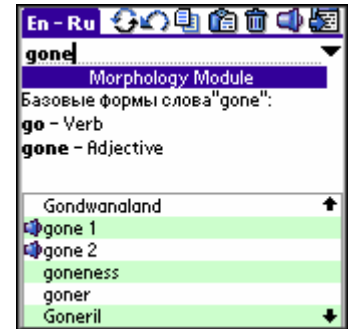 En - Ru
gone
Morphology Module
Базовые формы слова"gone":
go - Verb
gone - Adjective
Gondwanaland
gone 1
gone 2
goneness
goner
Goneril